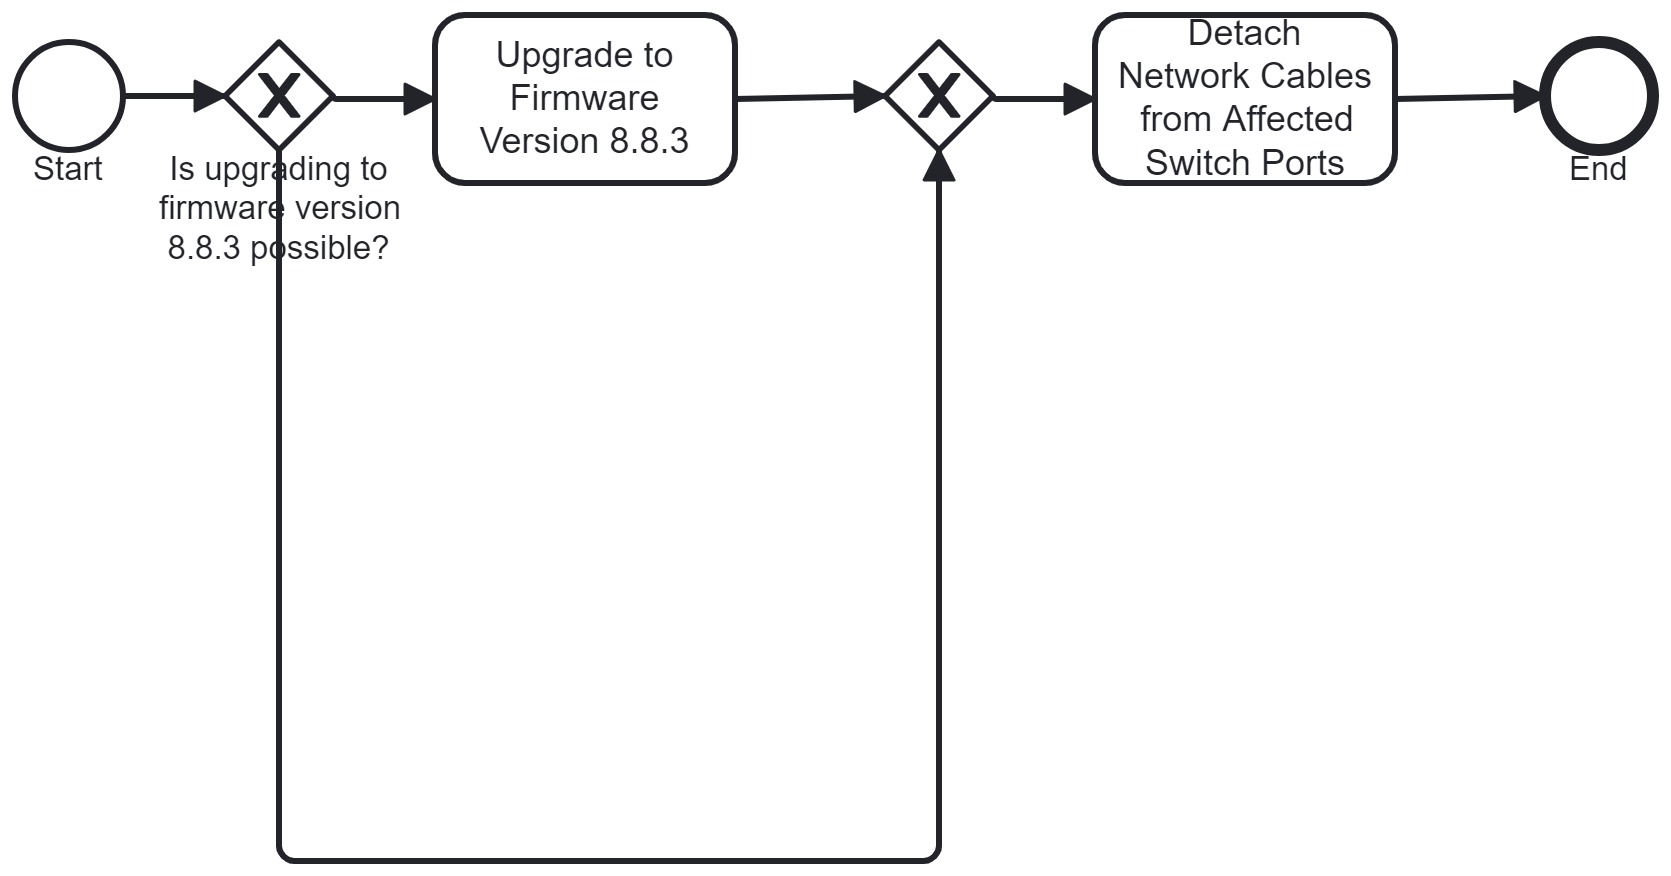 Start
Is upgrading to
firmware version
8.8.3 possible?
Upgrade to
Firmware
Version 8.8.3
Detach
Network Cables
from Affected
Switch Ports
End